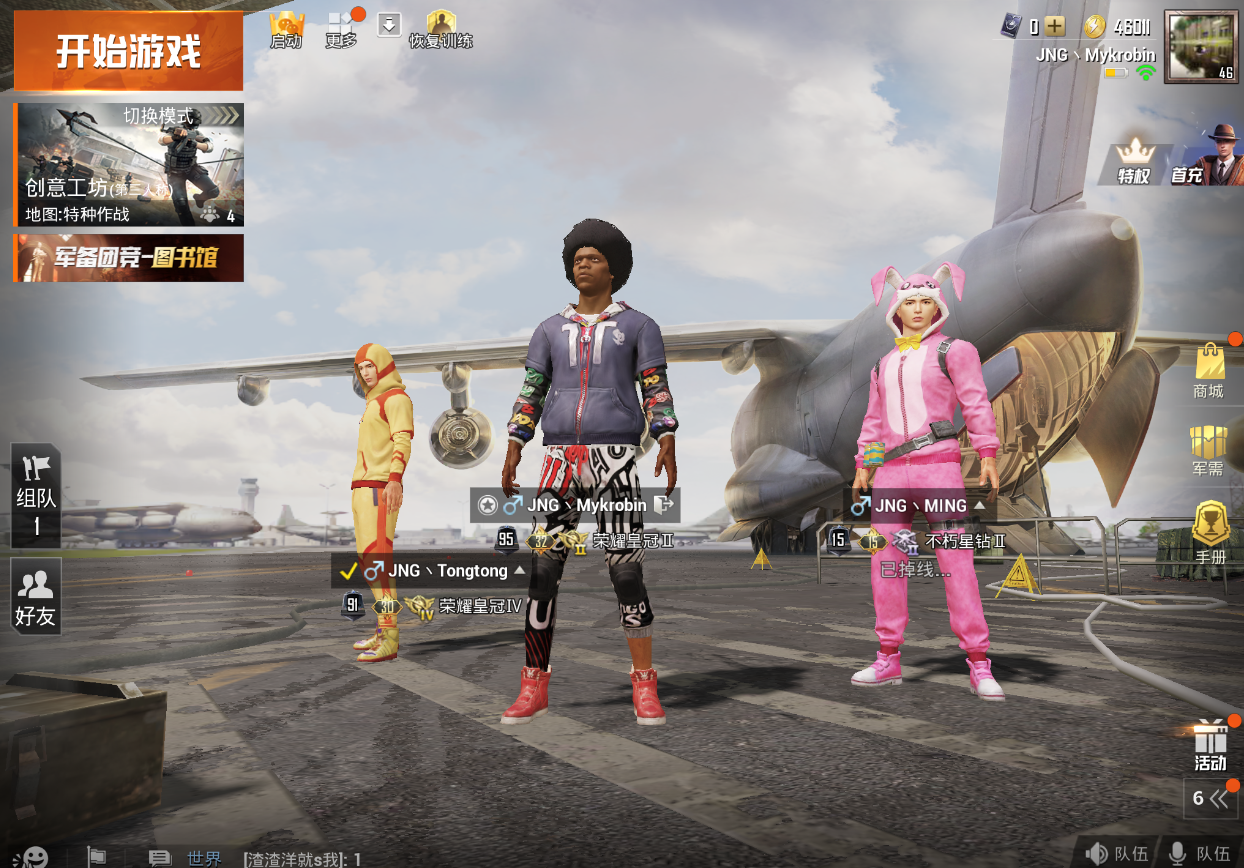 开始游戏
启动
更多
恢复训练
0
46011
JNG丶Mykrobin
46
切换模式
创意工坊(第三人称)
地图:特种作战
4
军备团竞-图书馆
特权
首充
商城
军需
手册
组队
1
好友
JNG丶Mykrobin
95
32
II
荣耀皇冠II
JNG丶MING
15
15
II
不朽星钻II
已掉线...
JNG丶Tongtong
91
30
IV
荣耀皇冠IV
活动
6
世界
[渣渣洋就s我]: 1
队伍
队伍